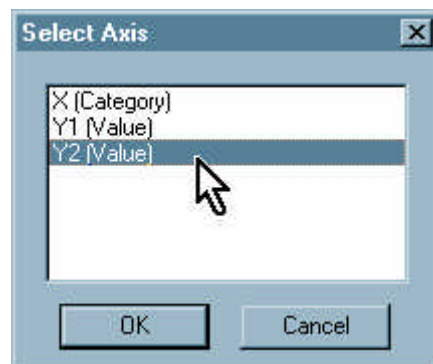 Select Axis
X (Category)
Y1 (Value)
Y2 (Value)
OK
Cancel